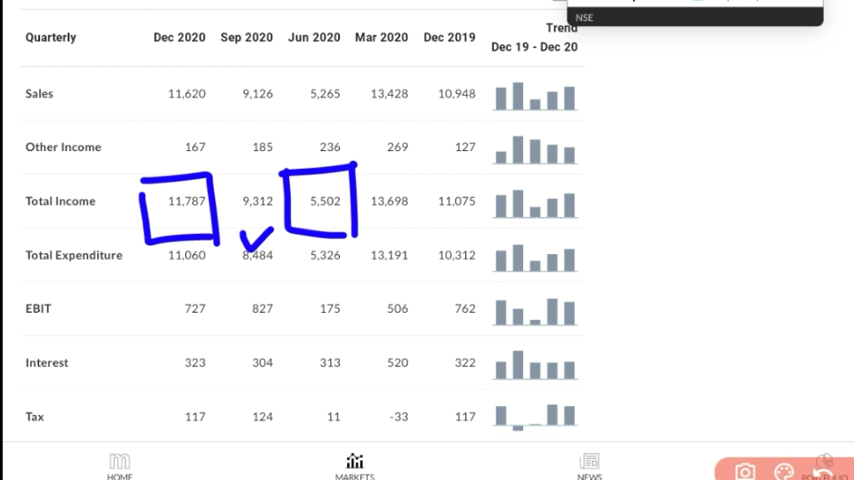 NSE
Quarterly Dec 2020 Sep 2020 Jun 2020 Mar 2020 Dec 2019 Trend
Dec 19 - Dec 20
Sales 11,620 9,126 5,265 13,428 10,948
Other Income 167 185 236 269 127
Total Income 11,787 9,312 5,502 13,698 11,075
Total Expenditure 11,060 8,484 5,326 13,191 10,312
EBIT 727 827 175 506 762
Interest 323 304 313 520 322
Tax 117 124 11 -33 117
HOME MARKETS NEWS